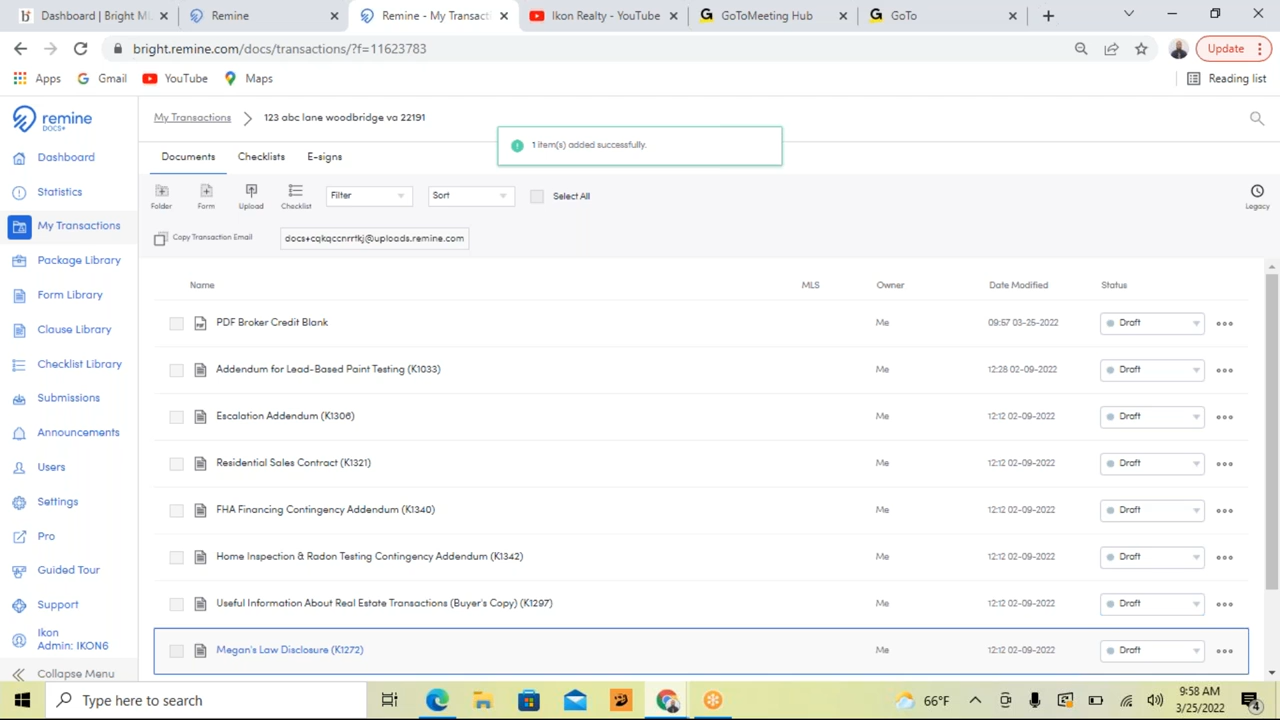 Dashboard | Bright ML
Remine
Remine - My Transact
Ikon Realty - YouTube
GoToMeeting Hub
GoTo
bright.remine.com/docs/transactions/?f=11623783
Update
Apps
Gmail
YouTube
Maps
Reading list
remine
DOCS+
My Transactions
123 abc lane woodbridge va 22191
1 item(s) added successfully.
Documents
Checklists
E-signs
Folder
Form
Upload
Checklist
Filter
Sort
Select All
Legacy
Copy Transaction Email
docs+cqkqccnrrtkj@uploads.remine.com
Dashboard
Statistics
My Transactions
Package Library
Form Library
Clause Library
Checklist Library
Submissions
Announcements
Users
Settings
Pro
Guided Tour
Support
Ikon
Admin: IKON6
Collapse Menu
Name MLS Owner Date Modified Status
PDF Broker Credit Blank Me 09:57 03-25-2022 Draft
Addendum for Lead-Based Paint Testing (K1033) Me 12:28 02-09-2022 Draft
Escalation Addendum (K1306) Me 12:12 02-09-2022 Draft
Residential Sales Contract (K1321) Me 12:12 02-09-2022 Draft
FHA Financing Contingency Addendum (K1340) Me 12:12 02-09-2022 Draft
Home Inspection & Radon Testing Contingency Addendum (K1342) Me 12:12 02-09-2022 Draft
Useful Information About Real Estate Transactions (Buyer's Copy) (K1297) Me 12:12 02-09-2022 Draft
Megan's Law Disclosure (K1272) Me 12:12 02-09-2022 Draft
Type here to search
66°F
9:58 AM
3/25/2022
4